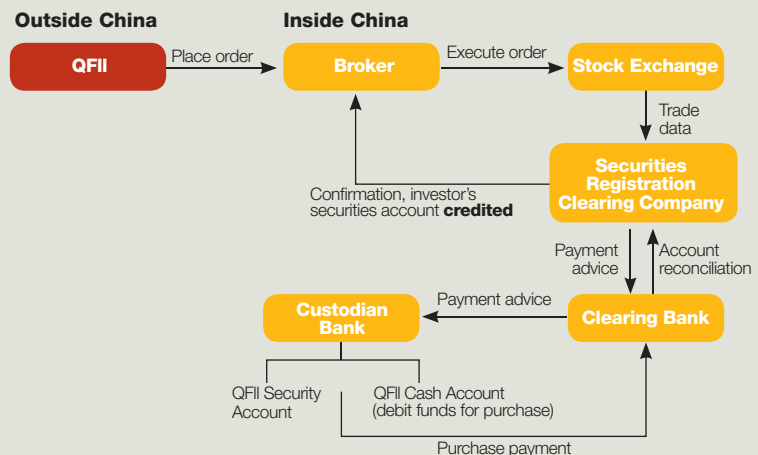 Outside China
Inside China
QFII
Place order
Broker
Execute order
Stock Exchange
Trade
data
Securities
Registration
Clearing Company
Confirmation, investor's
securities account credited
Payment
advice
Account
reconciliation
Custodian
Bank
Payment advice
Clearing Bank
QFII Security
Account
QFII Cash Account
(debit funds for purchase)
Purchase payment